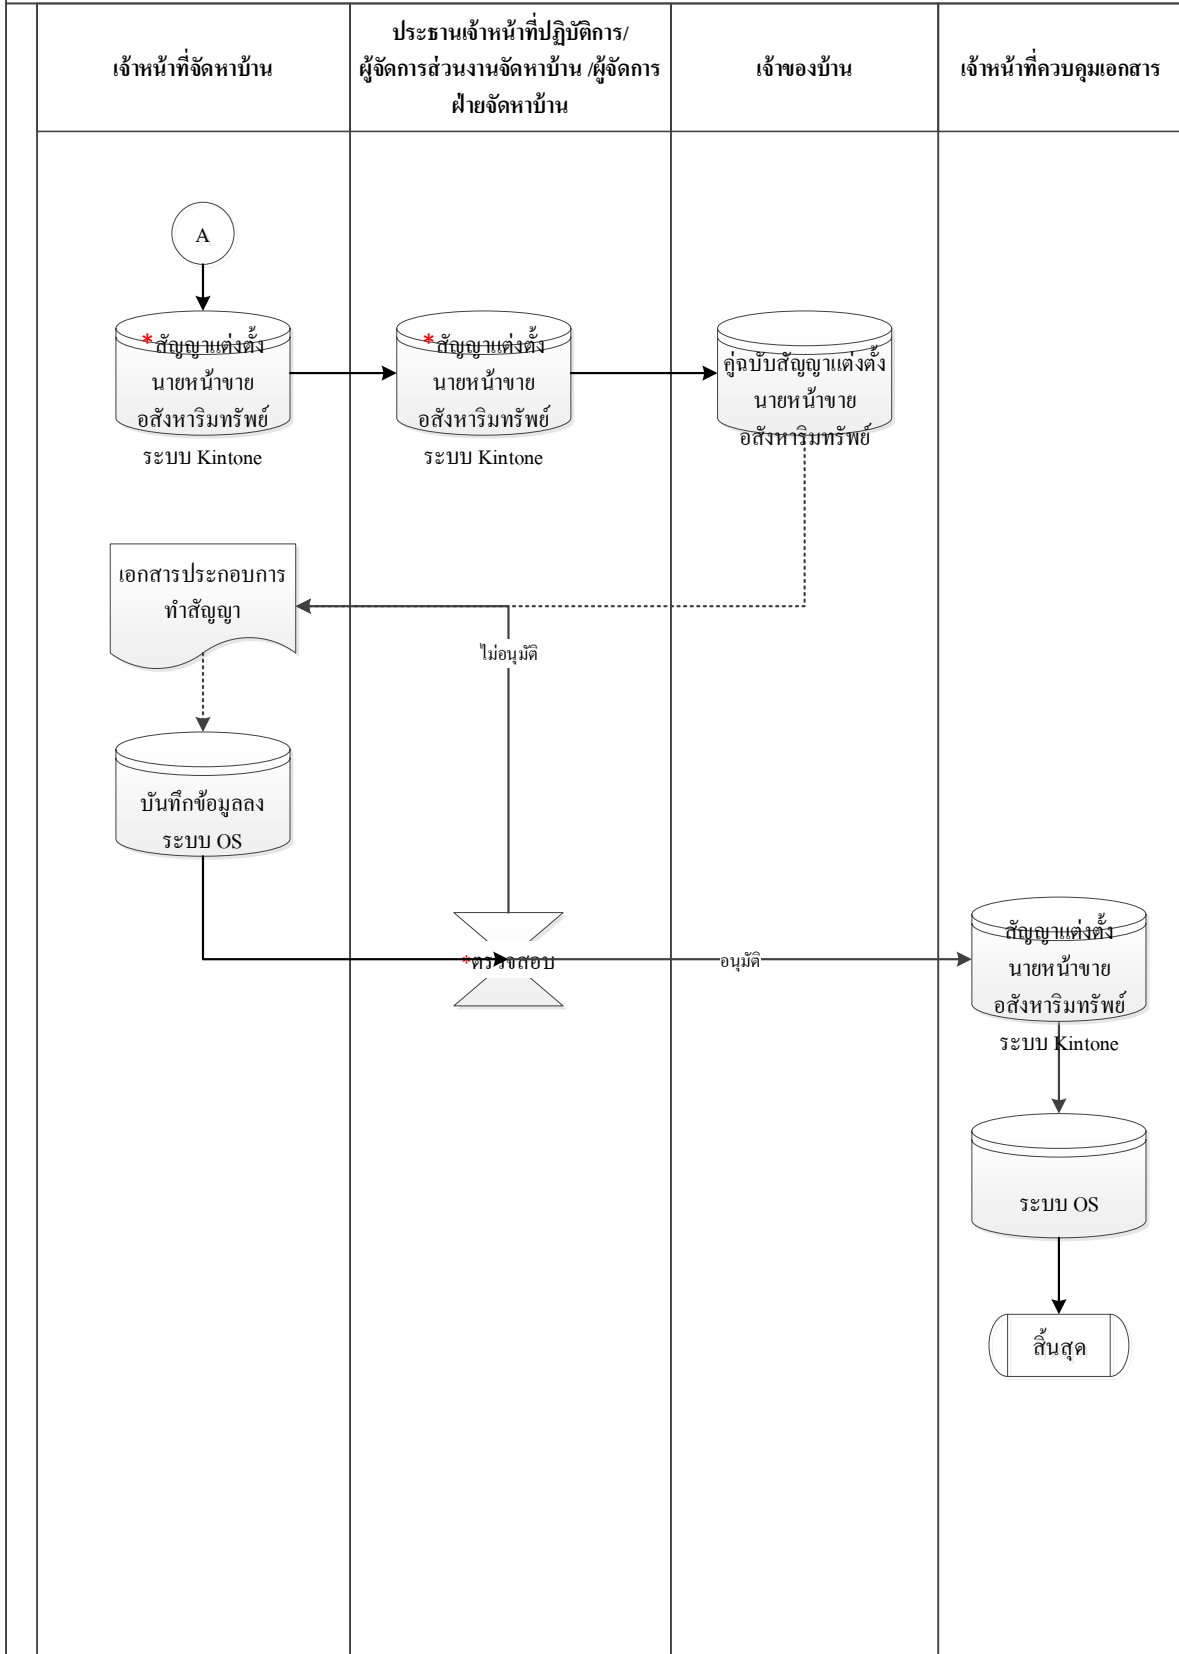 เจ้าหน้าที่จัดหาบ้าน
ประธานเจ้าหน้าที่ปฏิบัติการ/
ผู้จัดการส่วนงานจัดหาบ้าน /ผู้จัดการ
ฝ่ายจัดหาบ้าน
เจ้าของบ้าน
เจ้าหน้าที่ควบคุมเอกสาร
A
*สัญญาแต่งตั้ง
นายหน้าขาย
อสังหาริมทรัพย์
ระบบ Kintone
*สัญญาแต่งตั้ง
นายหน้าขาย
อสังหาริมทรัพย์
ระบบ Kintone
คู่ฉบับสัญญาแต่งตั้ง
นายหน้าขาย
อสังหาริมทรัพย์
เอกสารประกอบการ
ทำสัญญา
ไม่อนุมัติ
บันทึกข้อมูลลง
ระบบ OS
*ตรวจสอบ
อนุมัติ
สัญญาแต่งตั้ง
นายหน้าขาย
อสังหาริมทรัพย์
ระบบ Kintone
ระบบ OS
สิ้นสุด